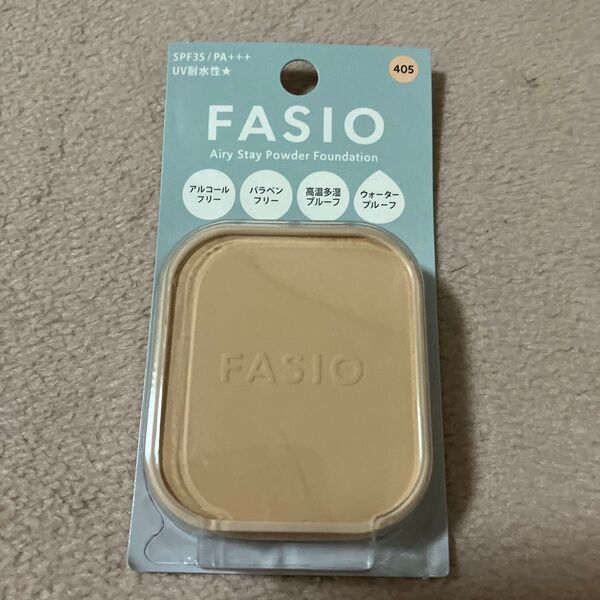 SPF35/PA+++
UV耐水性★
405
FASIO
Airy Stay Powder Foundation
アルコール
フリー
パラベン
フリー
高温多湿
プルーフ
ウォーター
プルーフ
FASIO